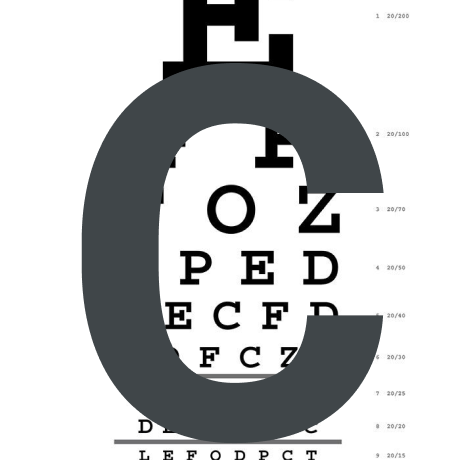 E 1 20/200
F P 2 20/100
O Z 3 20/70
P E D 4 20/50
E C F D 5 20/40
F C Z 6 20/30
7 20/25
D C 8 20/20
L E F O D P C T 9 20/15
C